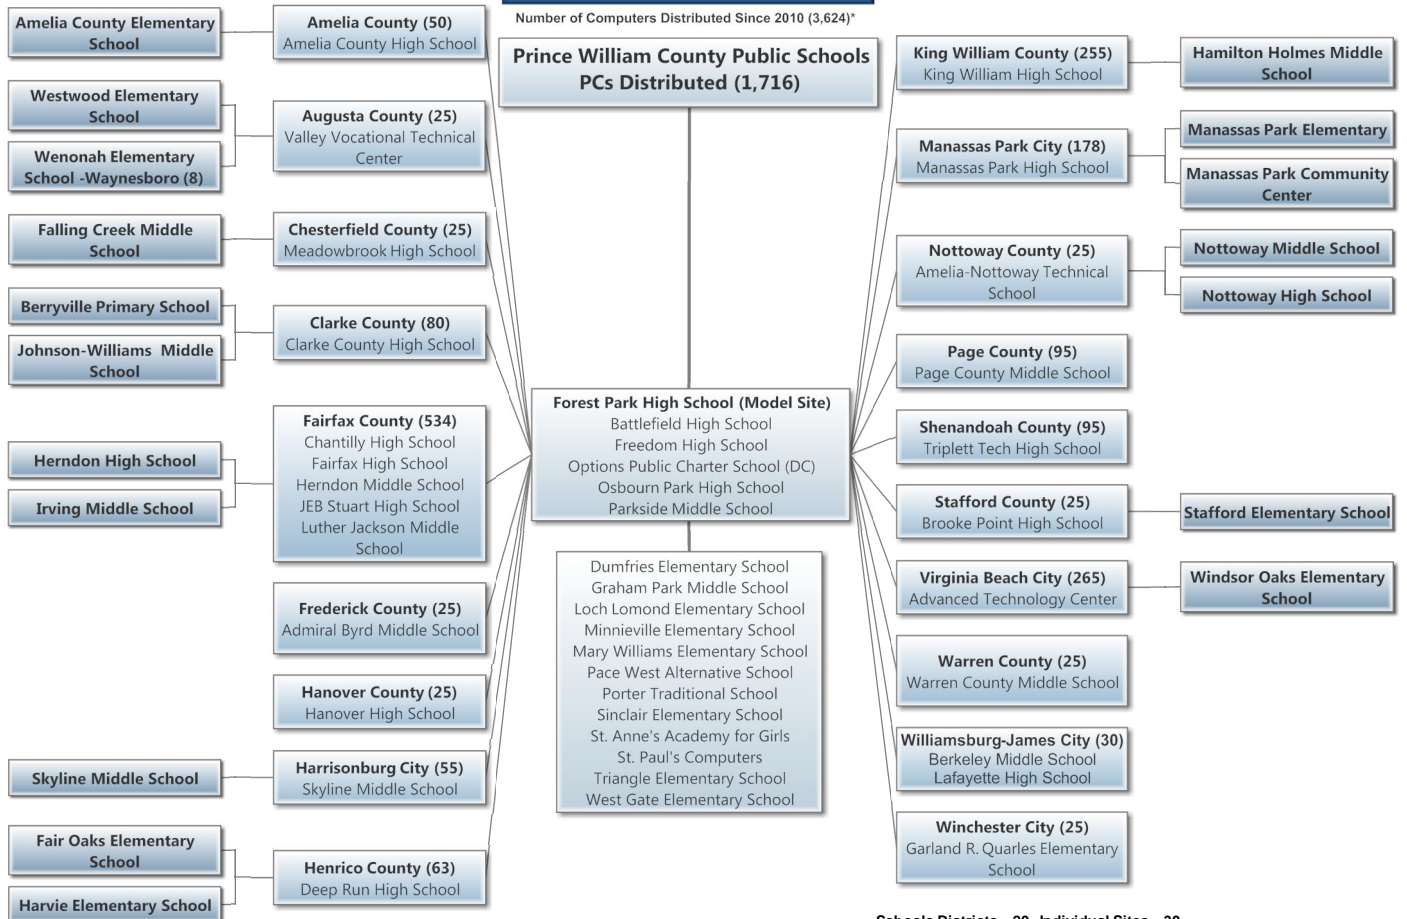 Number of Computers Distributed Since 2010 (3,624)*
Prince William County Public Schools
PCs Distributed (1,716)
Amelia County Elementary
School
Amelia County (50)
Amelia County High School
Westwood Elementary
School
Wenonah Elementary
School -Waynesboro (8)
Augusta County (25)
Valley Vocational Technical
Center
Falling Creek Middle
School
Chesterfield County (25)
Meadowbrook High School
Berryville Primary School
Johnson-Williams Middle
School
Clarke County (80)
Clarke County High School
Herndon High School
Irving Middle School
Fairfax County (534)
Chantilly High School
Fairfax High School
Herndon Middle School
JEB Stuart High School
Luther Jackson Middle
School
Frederick County (25)
Admiral Byrd Middle School
Hanover County (25)
Hanover High School
Skyline Middle School
Harrisonburg City (55)
Skyline Middle School
Fair Oaks Elementary
School
Harvie Elementary School
Henrico County (63)
Deep Run High School
Forest Park High School (Model Site)
Battlefield High School
Freedom High School
Options Public Charter School (DC)
Osbourn Park High School
Parkside Middle School
Dumfries Elementary School
Graham Park Middle School
Loch Lomond Elementary School
Minnieville Elementary School
Mary Williams Elementary School
Pace West Alternative School
Porter Traditional School
Sinclair Elementary School
St. Anne's Academy for Girls
St. Paul's Computers
Triangle Elementary School
West Gate Elementary School
King William County (255)
King William High School
Hamilton Holmes Middle
School
Manassas Park City (178)
Manassas Park High School
Manassas Park Elementary
Manassas Park Community
Center
Nottoway County (25)
Amelia-Nottoway Technical
School
Nottoway Middle School
Nottoway High School
Page County (95)
Page County Middle School
Shenandoah County (95)
Triplett Tech High School
Stafford County (25)
Brooke Point High School
Stafford Elementary School
Virginia Beach City (265)
Advanced Technology Center
Windsor Oaks Elementary
School
Warren County (25)
Warren County Middle School
Williamsburg-James City (30)
Berkeley Middle School
Lafayette High School
Winchester City (25)
Garland R. Quarles Elementary
School